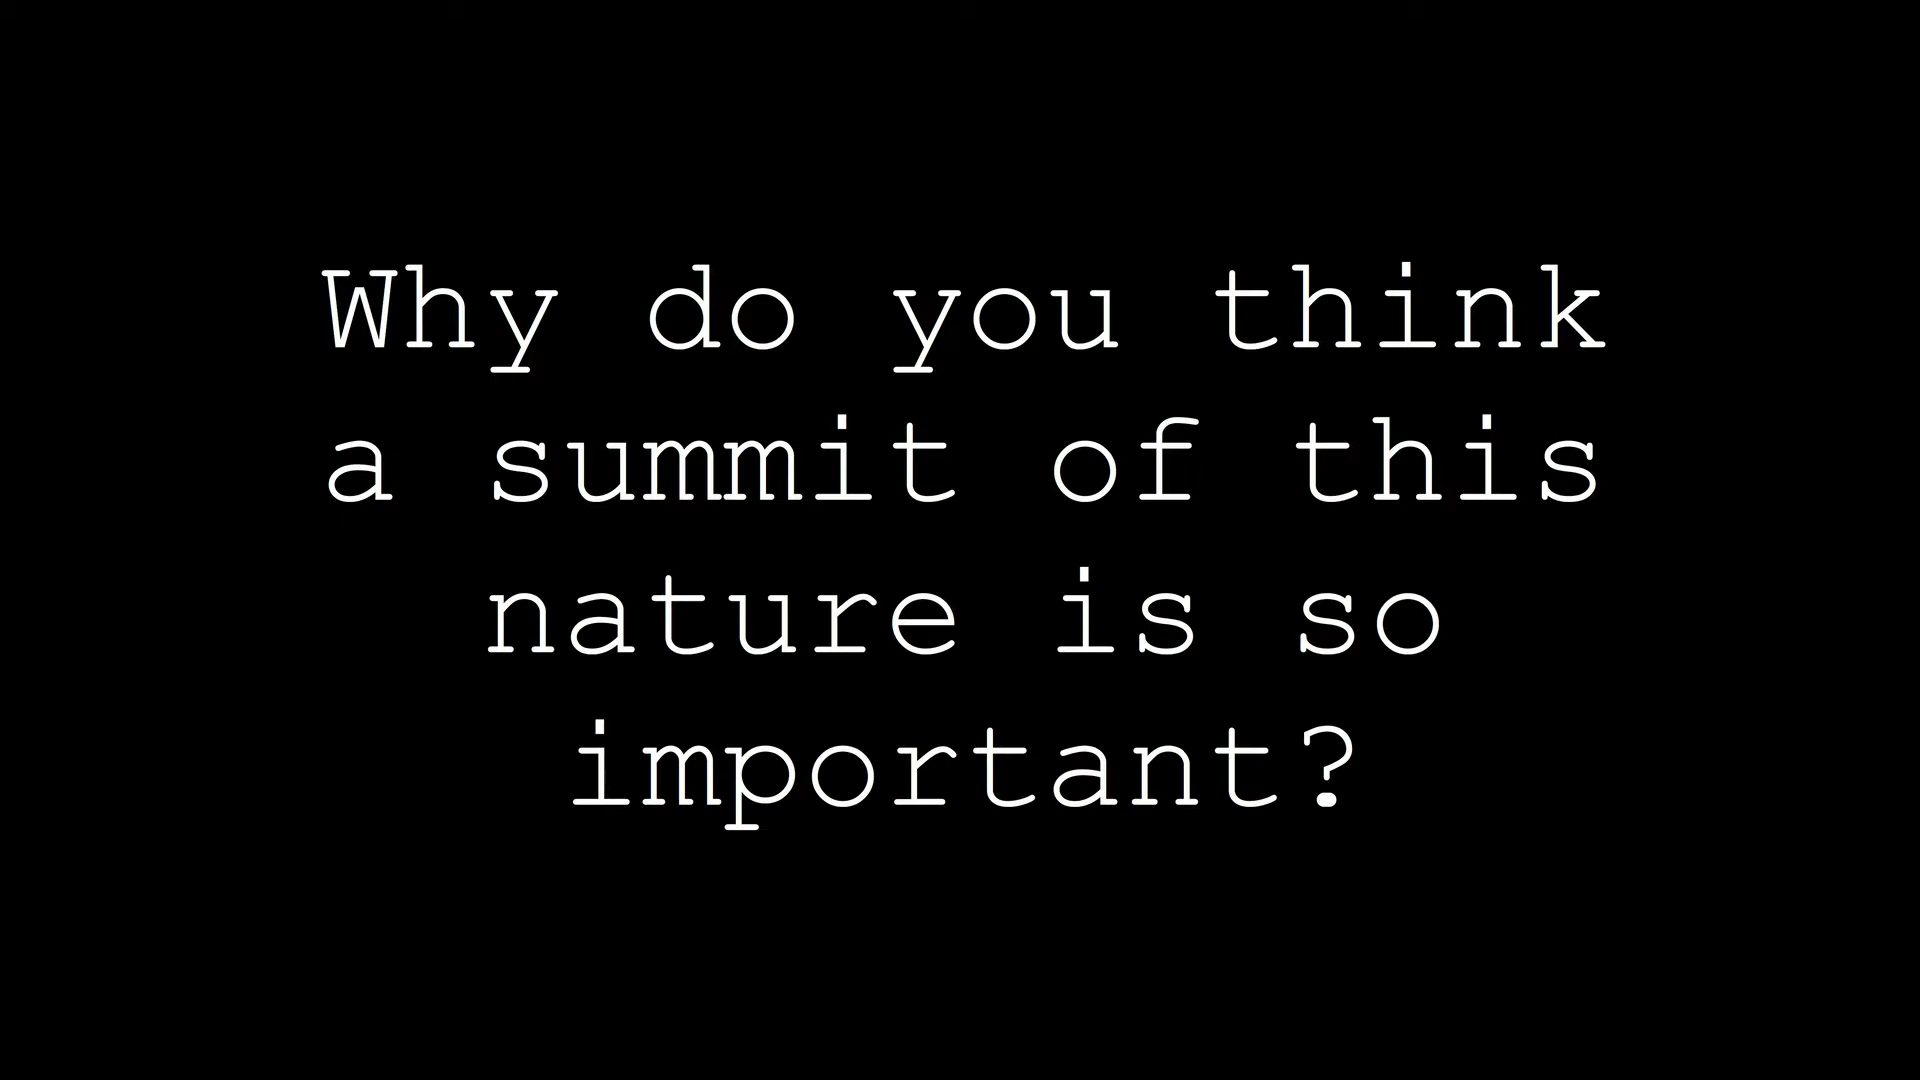 Why do you think
a summit of this
nature is so
important?